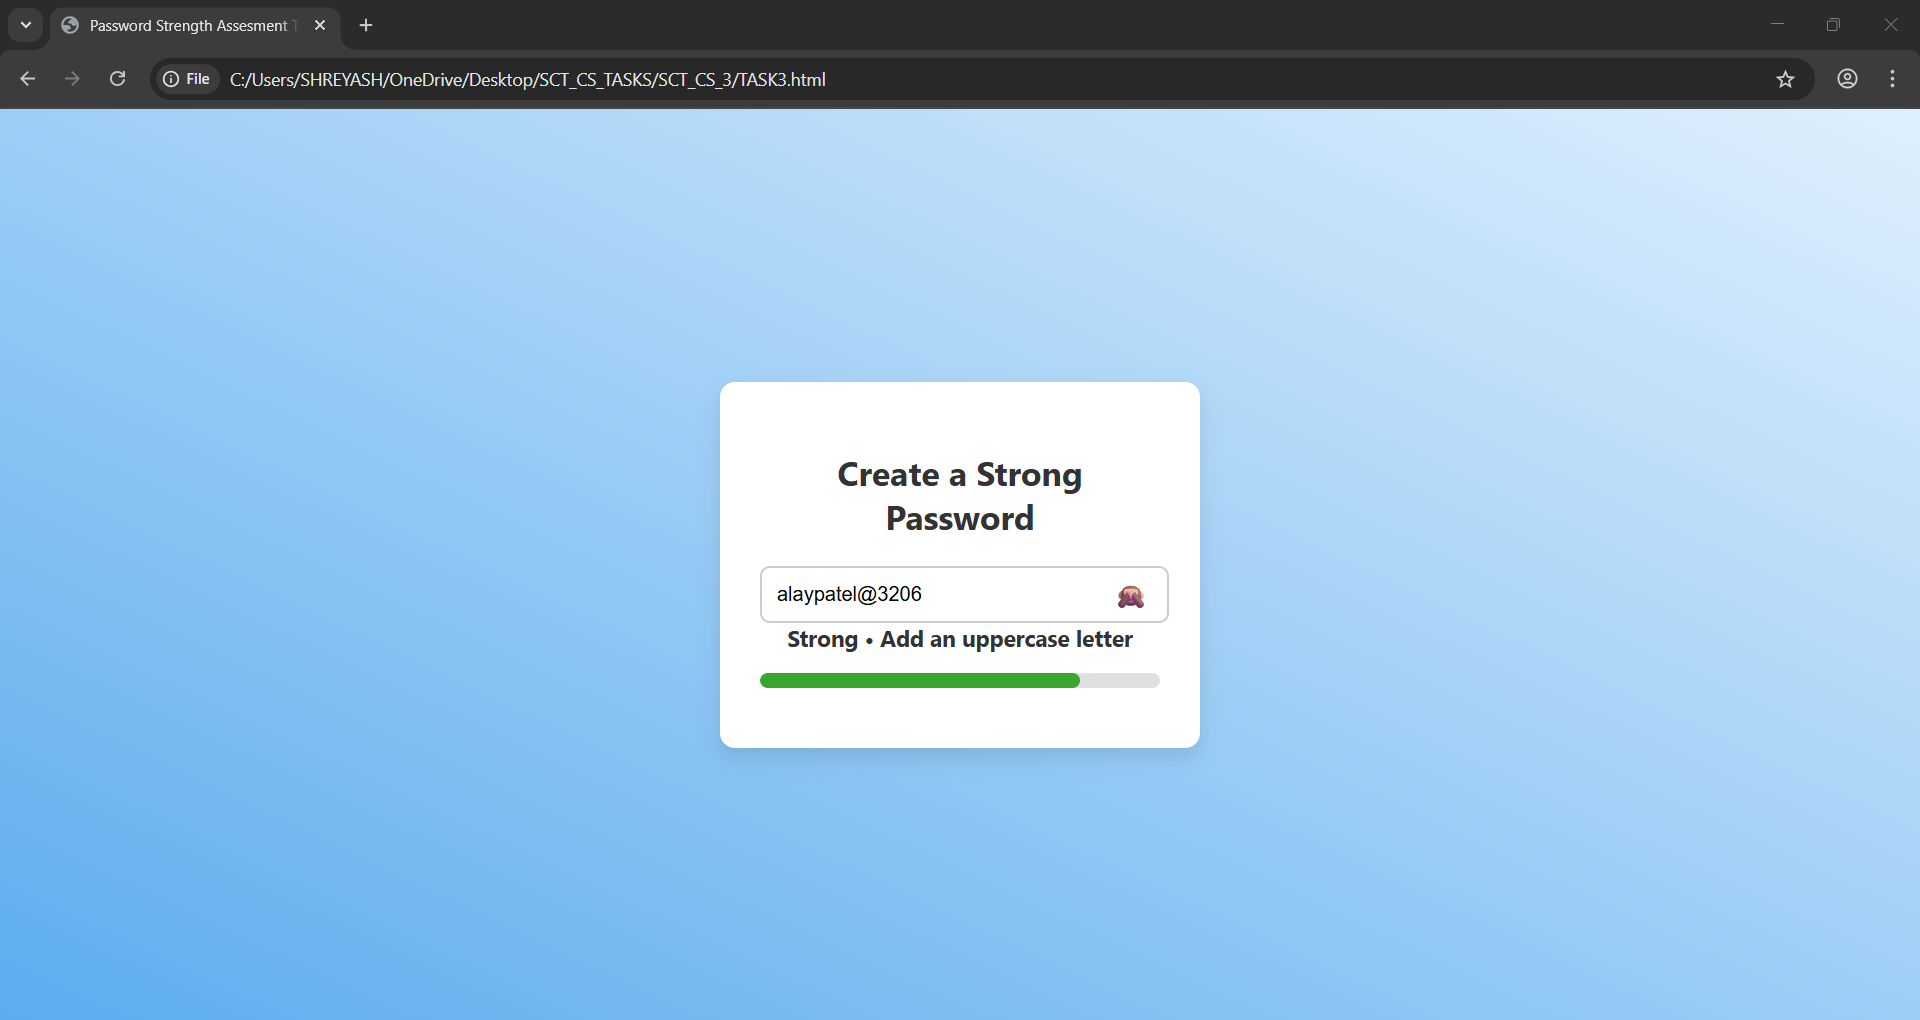 Password Strength Assesment T
File
C:/Users/SHREYASH/OneDrive/Desktop/SCT_CS_TASKS/SCT_CS_3/TASK3.html
Create a Strong
Password
alaypatel@3206
Strong • Add an uppercase letter